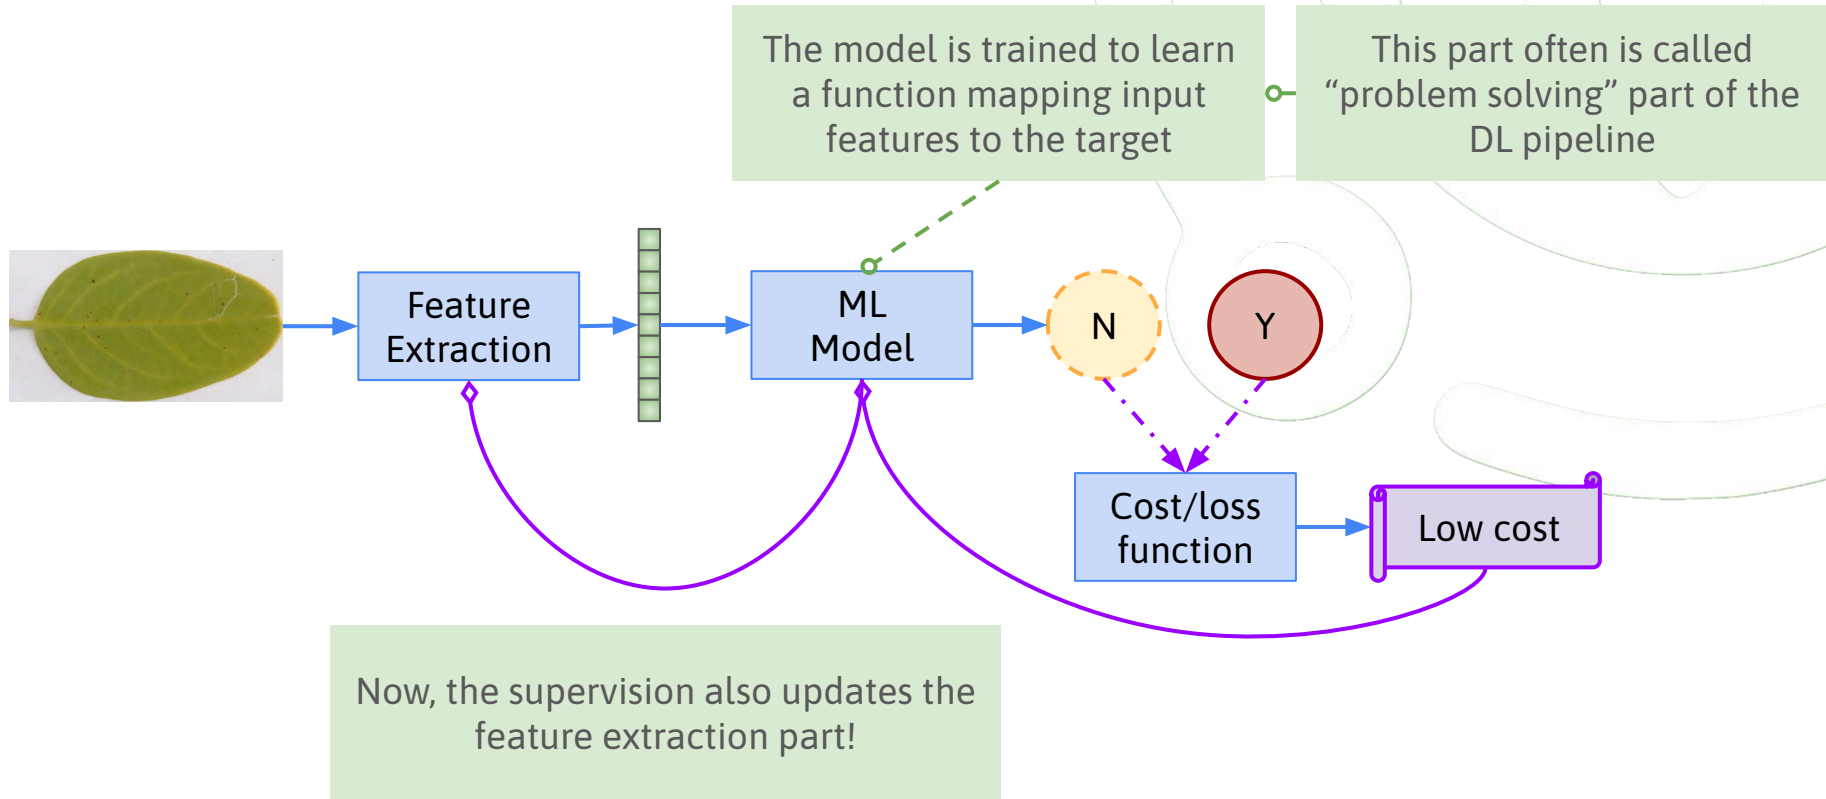 The model is trained to learn
a function mapping input
features to the target
This part often is called
“problem solving” part of the
DL pipeline
Feature
Extraction
ML
Model
N
Y
Cost/loss
function
Low cost
Now, the supervision also updates the
feature extraction part!